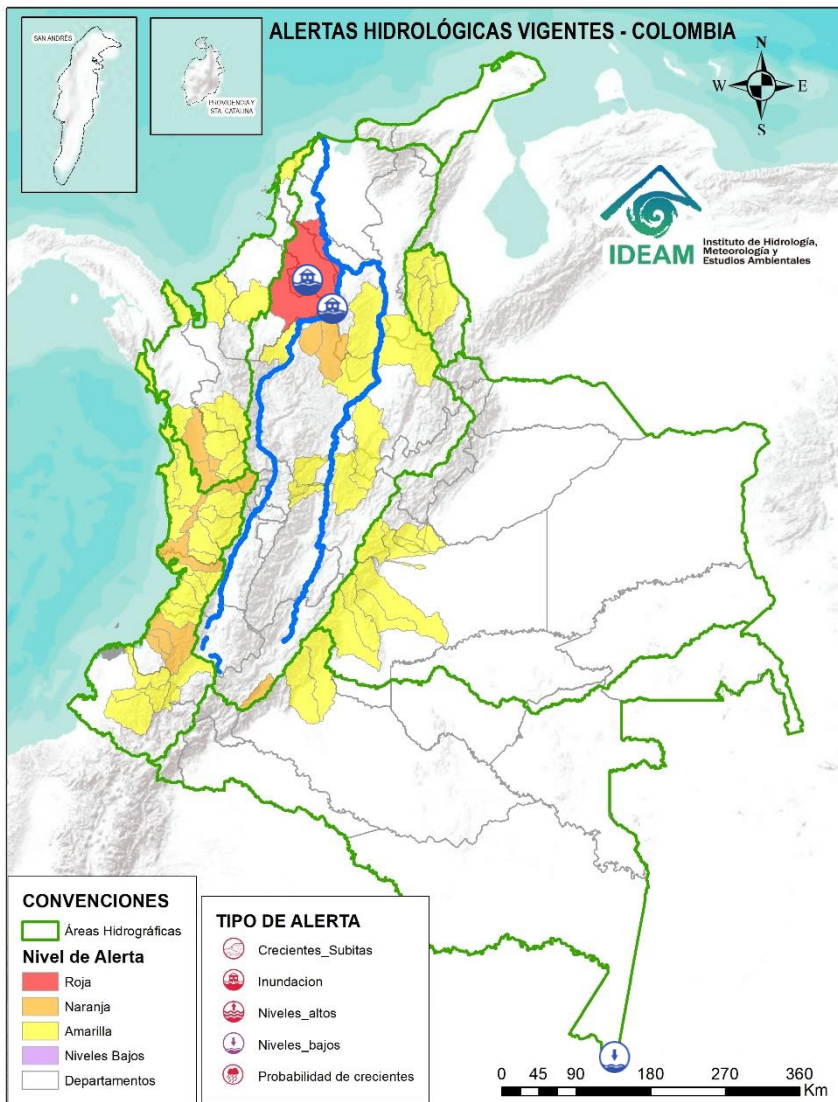 ALERTAS HIDROLÓGICAS VIGENTES - COLOMBIA
SAN ANDRÉS
PROVIDENCIA Y
STA. CATALINA
N
W
E
S
IDEAM
Instituto de Hidrología,
Meteorología y
Estudios Ambientales
CONVENCIONES
Áreas Hidrográficas
Nivel de Alerta
Roja
Naranja
Amarilla
Niveles Bajos
Departamentos
TIPO DE ALERTA
Crecientes_Subitas
Inundacion
Niveles_altos
Niveles_bajos
Probabilidad de crecientes
0 45 90 180 270 360
Km